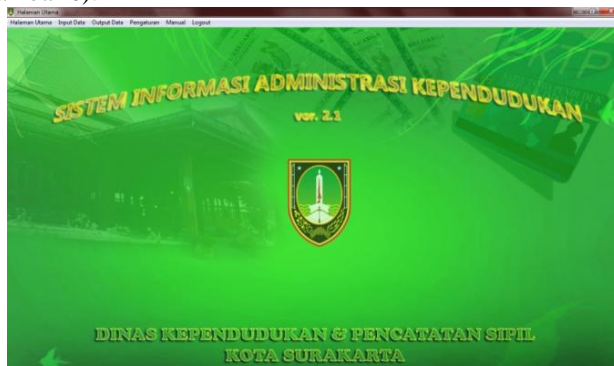 Halaman Utama
Halaman Utama Input Data Output Data Pengaturan Manual Logout
KTP
SISTEM INFORMASI ADMINISTRASI KEPENDUDUKAN
ver. 2.1
DINAS KEPENDUDUKAN & PENCATATAN SIPIL
KOTA SURAKARTA